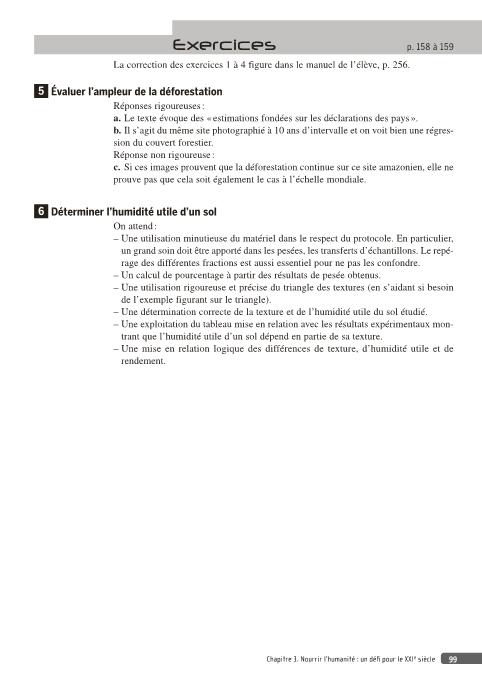 Exercices
p. 158 à 159
La correction des exercices 1 à 4 figure dans le manuel de l'élève, p. 256.
5 Évaluer l'ampleur de la déforestation
Réponses rigoureuses :
a. Le texte évoque des « estimations fondées sur les déclarations des pays ».
b. Il s'agit du même site photographié à 10 ans d'intervalle et on voit bien une régres-
sion du couvert forestier.
Réponse non rigoureuse :
c. Si ces images prouvent que la déforestation continue sur ce site amazonien, elle ne
prouve pas que cela soit également le cas à l'échelle mondiale.
6 Déterminer l'humidité utile d'un sol
On attend :
– Une utilisation minutieuse du matériel dans le respect du protocole. En particulier,
un grand soin doit être apporté dans les pesées, les transferts d'échantillons. Le repé-
rage des différentes fractions est aussi essentiel pour ne pas les confondre.
– Un calcul de pourcentage à partir des résultats de pesée obtenus.
– Une utilisation rigoureuse et précise du triangle des textures (en s'aidant si besoin
de l'exemple figurant sur le triangle).
– Une détermination correcte de la texture et de l'humidité utile du sol étudié.
– Une exploitation du tableau mise en relation avec les résultats expérimentaux mon-
trant que l'humidité utile d'un sol dépend en partie de sa texture.
– Une mise en relation logique des différences de texture, d'humidité utile et de
rendement.
Chapitre 3. Nourrir l'humanité : un défi pour le XXIe siècle 99